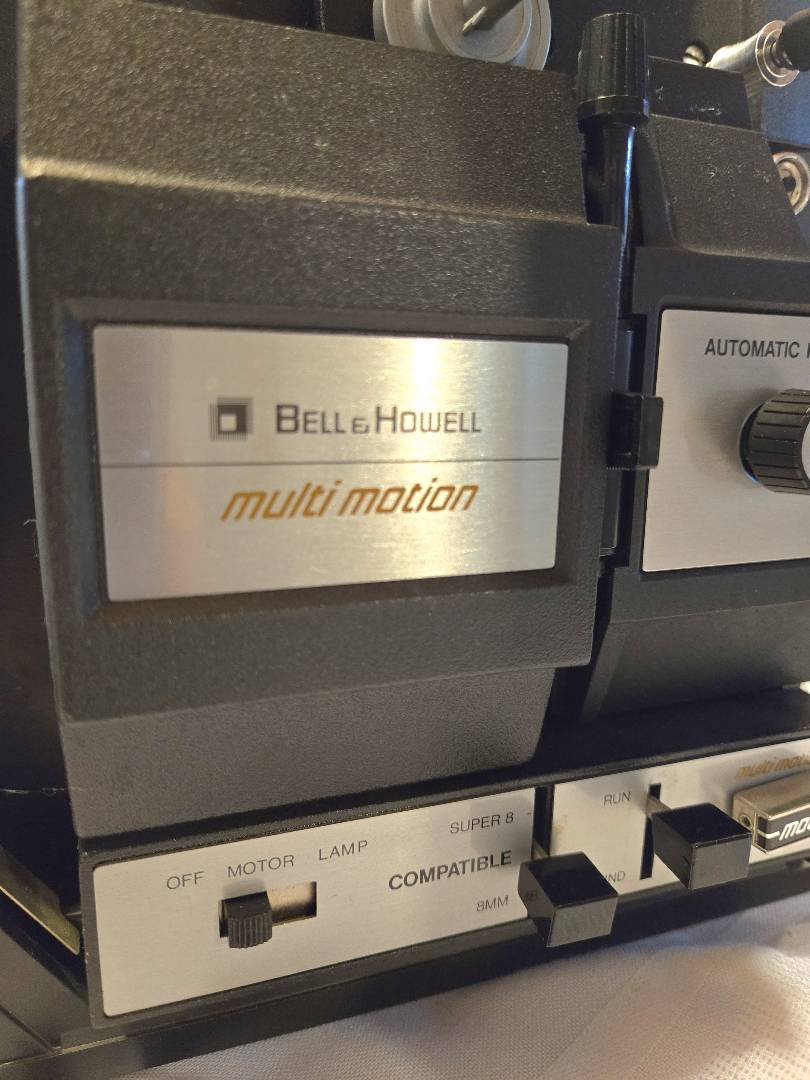 BELL & HOWELL
multi motion
AUTOMATIC
OFF MOTOR LAMP
SUPER 8
COMPATIBLE
8MM
RUN